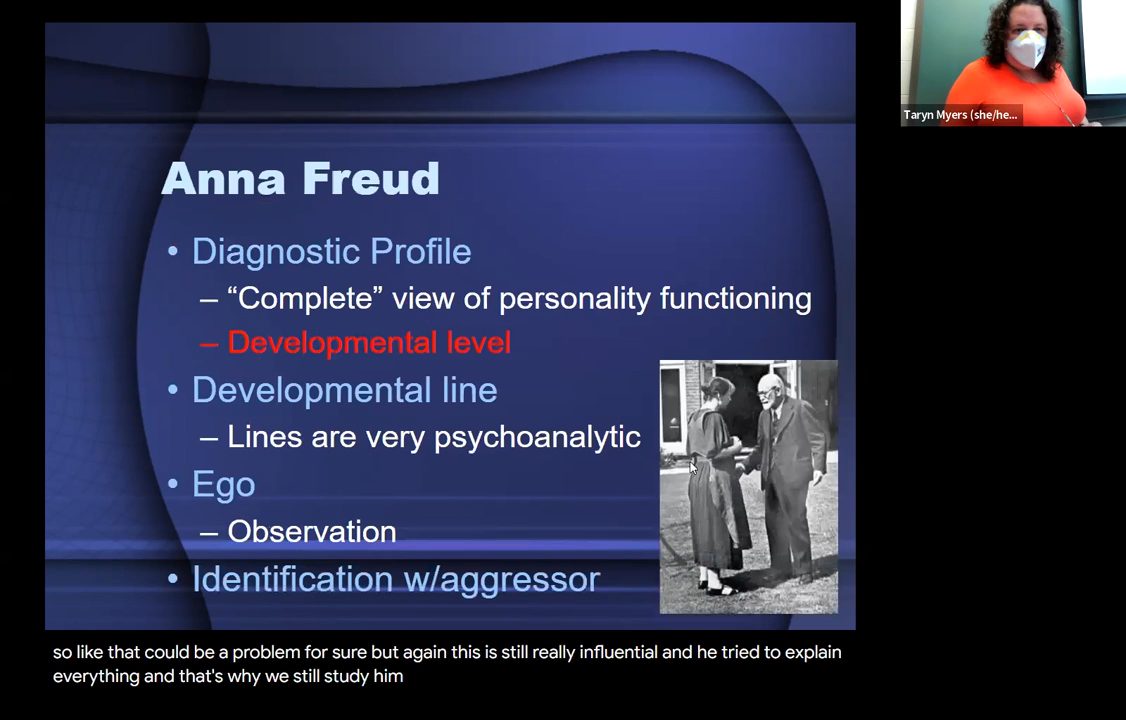 Taryn Myers (she/he...
Anna Freud
• Diagnostic Profile
– “Complete” view of personality functioning
– Developmental level
• Developmental line
– Lines are very psychoanalytic
• Ego
– Observation
• Identification w/aggressor
so like that could be a problem for sure but again this is still really influential and he tried to explain
everything and that's why we still study him